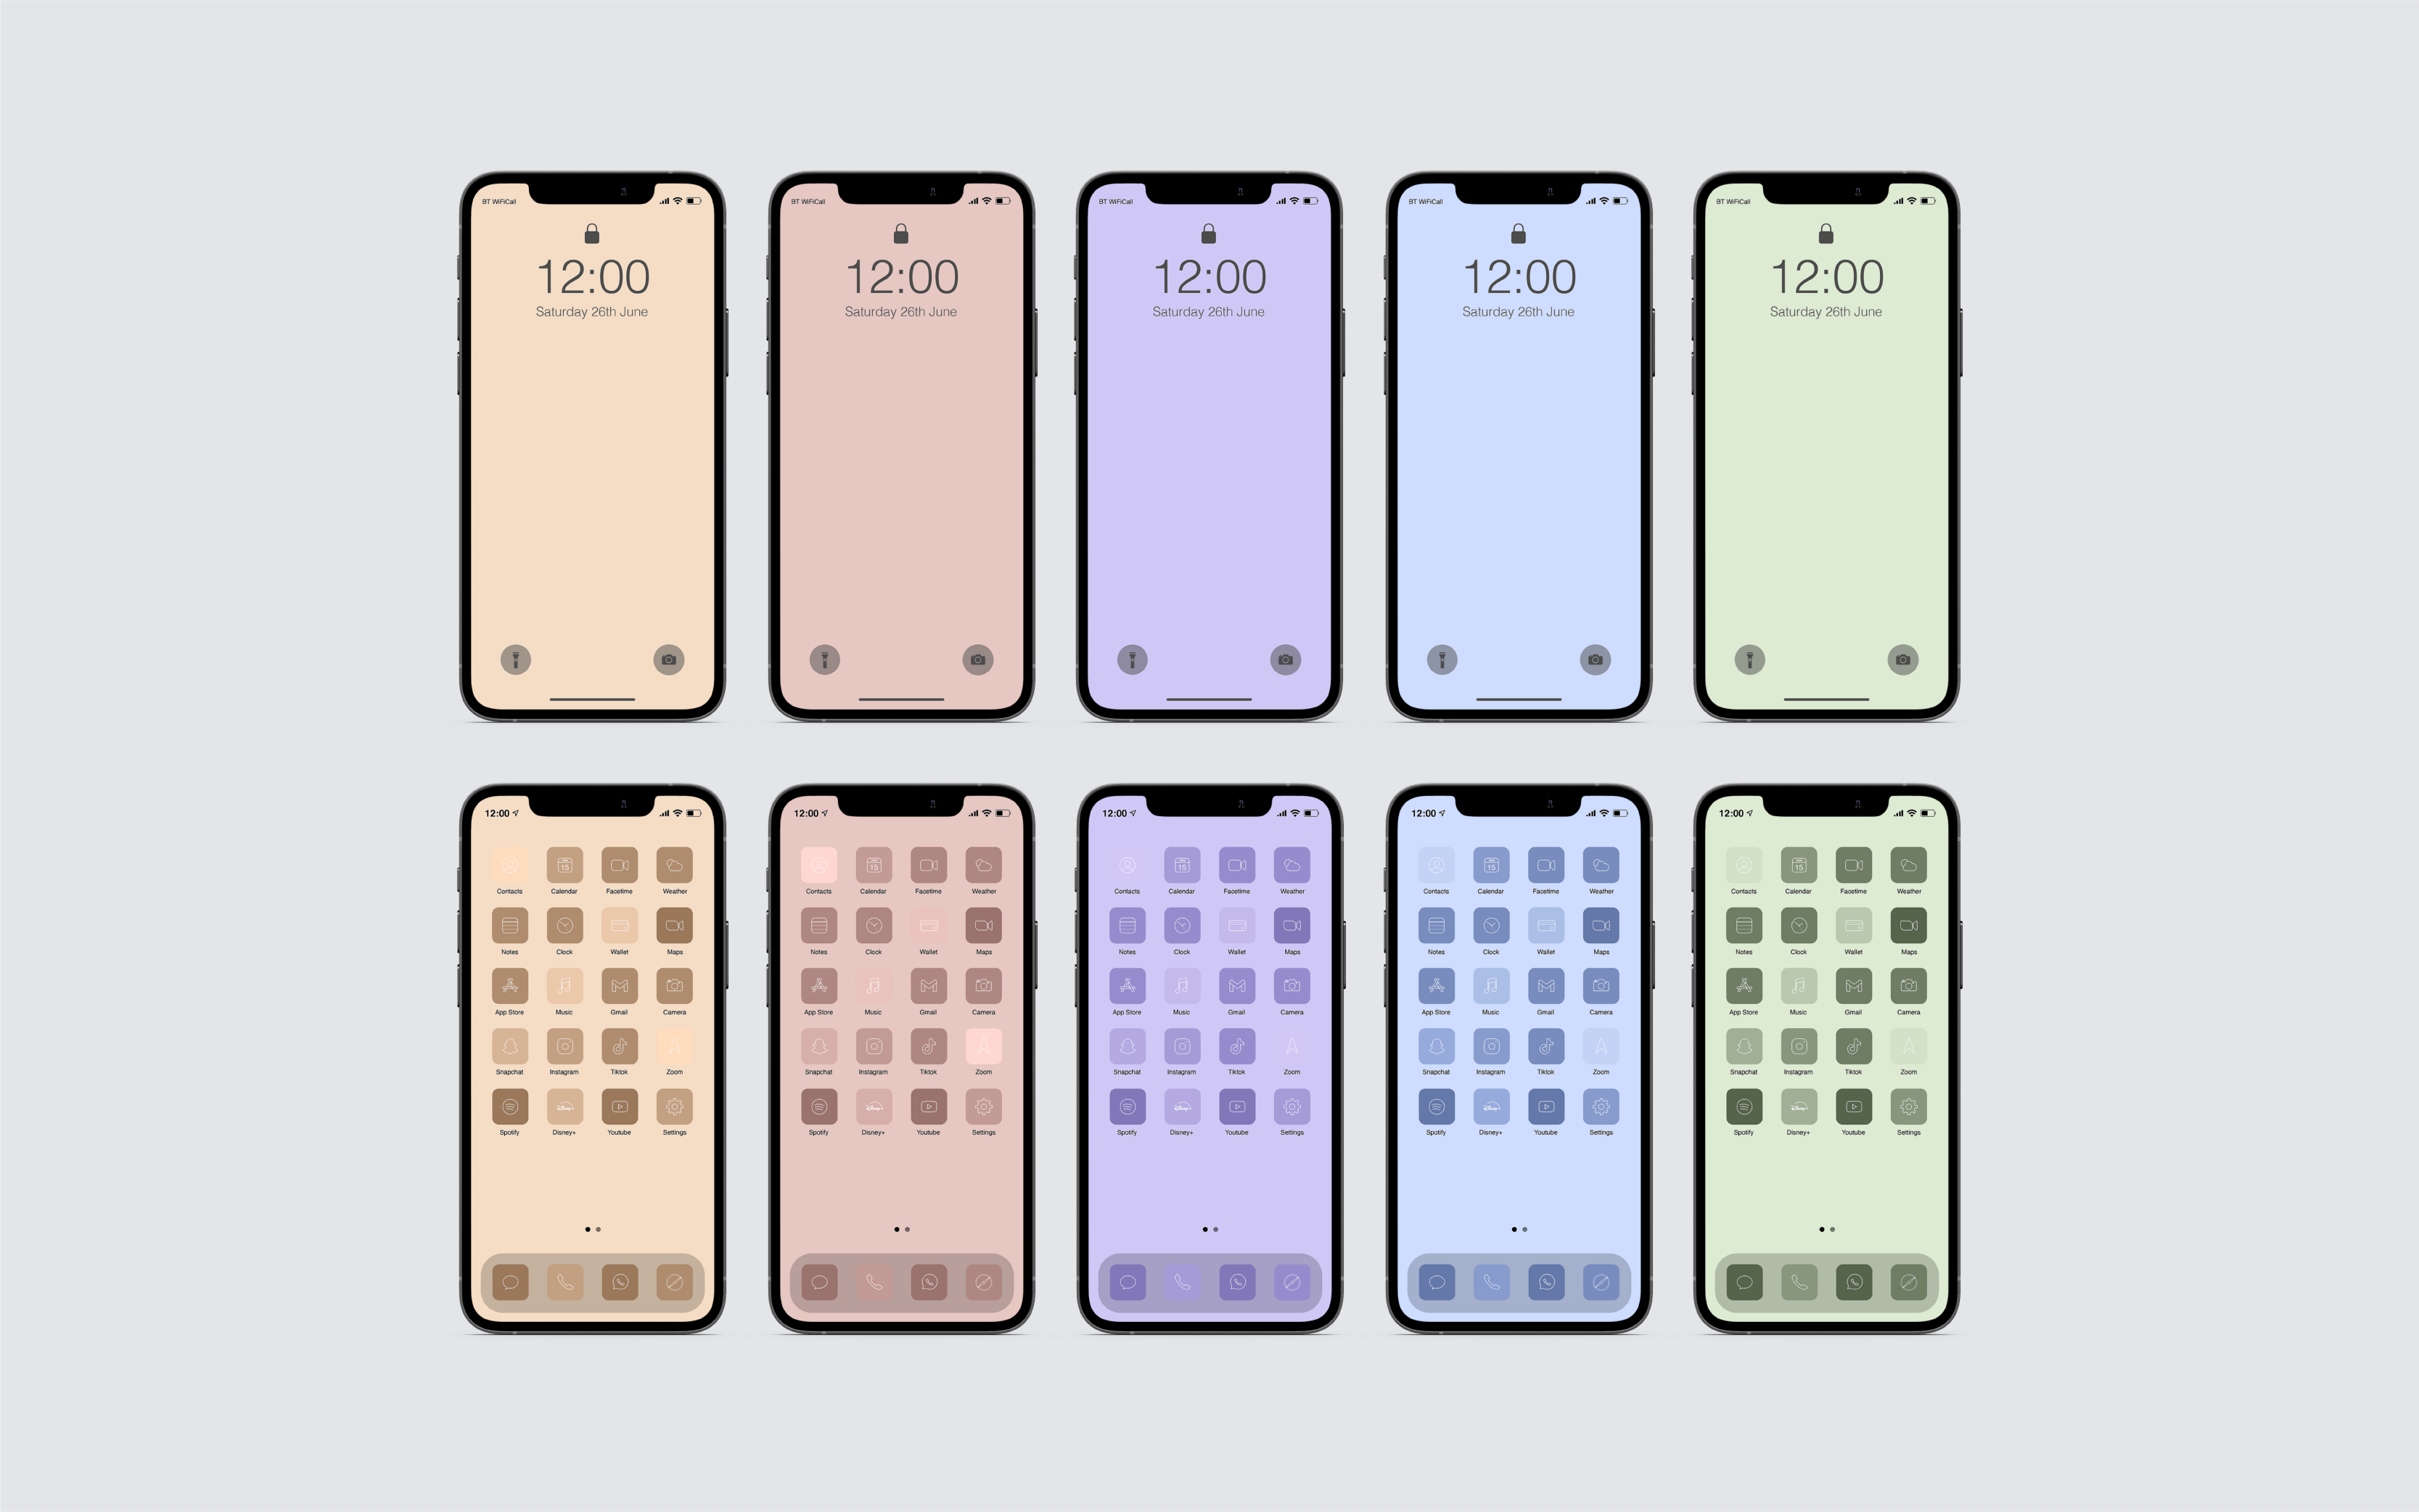 BT WiFiCall BT WiFiCall BT WiFiCall BT WiFiCall BT WiFiCall
12:00 12:00 12:00 12:00 12:00
Saturday 26th June Saturday 26th June Saturday 26th June Saturday 26th June Saturday 26th June
12:00 12:00 12:00 12:00 12:00
15 15 15 15 15
Contacts Calendar Facetime Weather Contacts Calendar Facetime Weather Contacts Calendar Facetime Weather Contacts Calendar Facetime Weather Contacts Calendar Facetime Weather
Notes Clock Wallet Maps Notes Clock Wallet Maps Notes Clock Wallet Maps Notes Clock Wallet Maps Notes Clock Wallet Maps
App Store Music Gmail Camera App Store Music Gmail Camera App Store Music Gmail Camera App Store Music Gmail Camera App Store Music Gmail Camera
Snapchat Instagram Tiktok Zoom Snapchat Instagram Tiktok Zoom Snapchat Instagram Tiktok Zoom Snapchat Instagram Tiktok Zoom Snapchat Instagram Tiktok Zoom
Disney+ Disney+ Disney+ Disney+ Disney+
Spotify Disney+ Youtube Settings Spotify Disney+ Youtube Settings Spotify Disney+ Youtube Settings Spotify Disney+ Youtube Settings Spotify Disney+ Youtube Settings